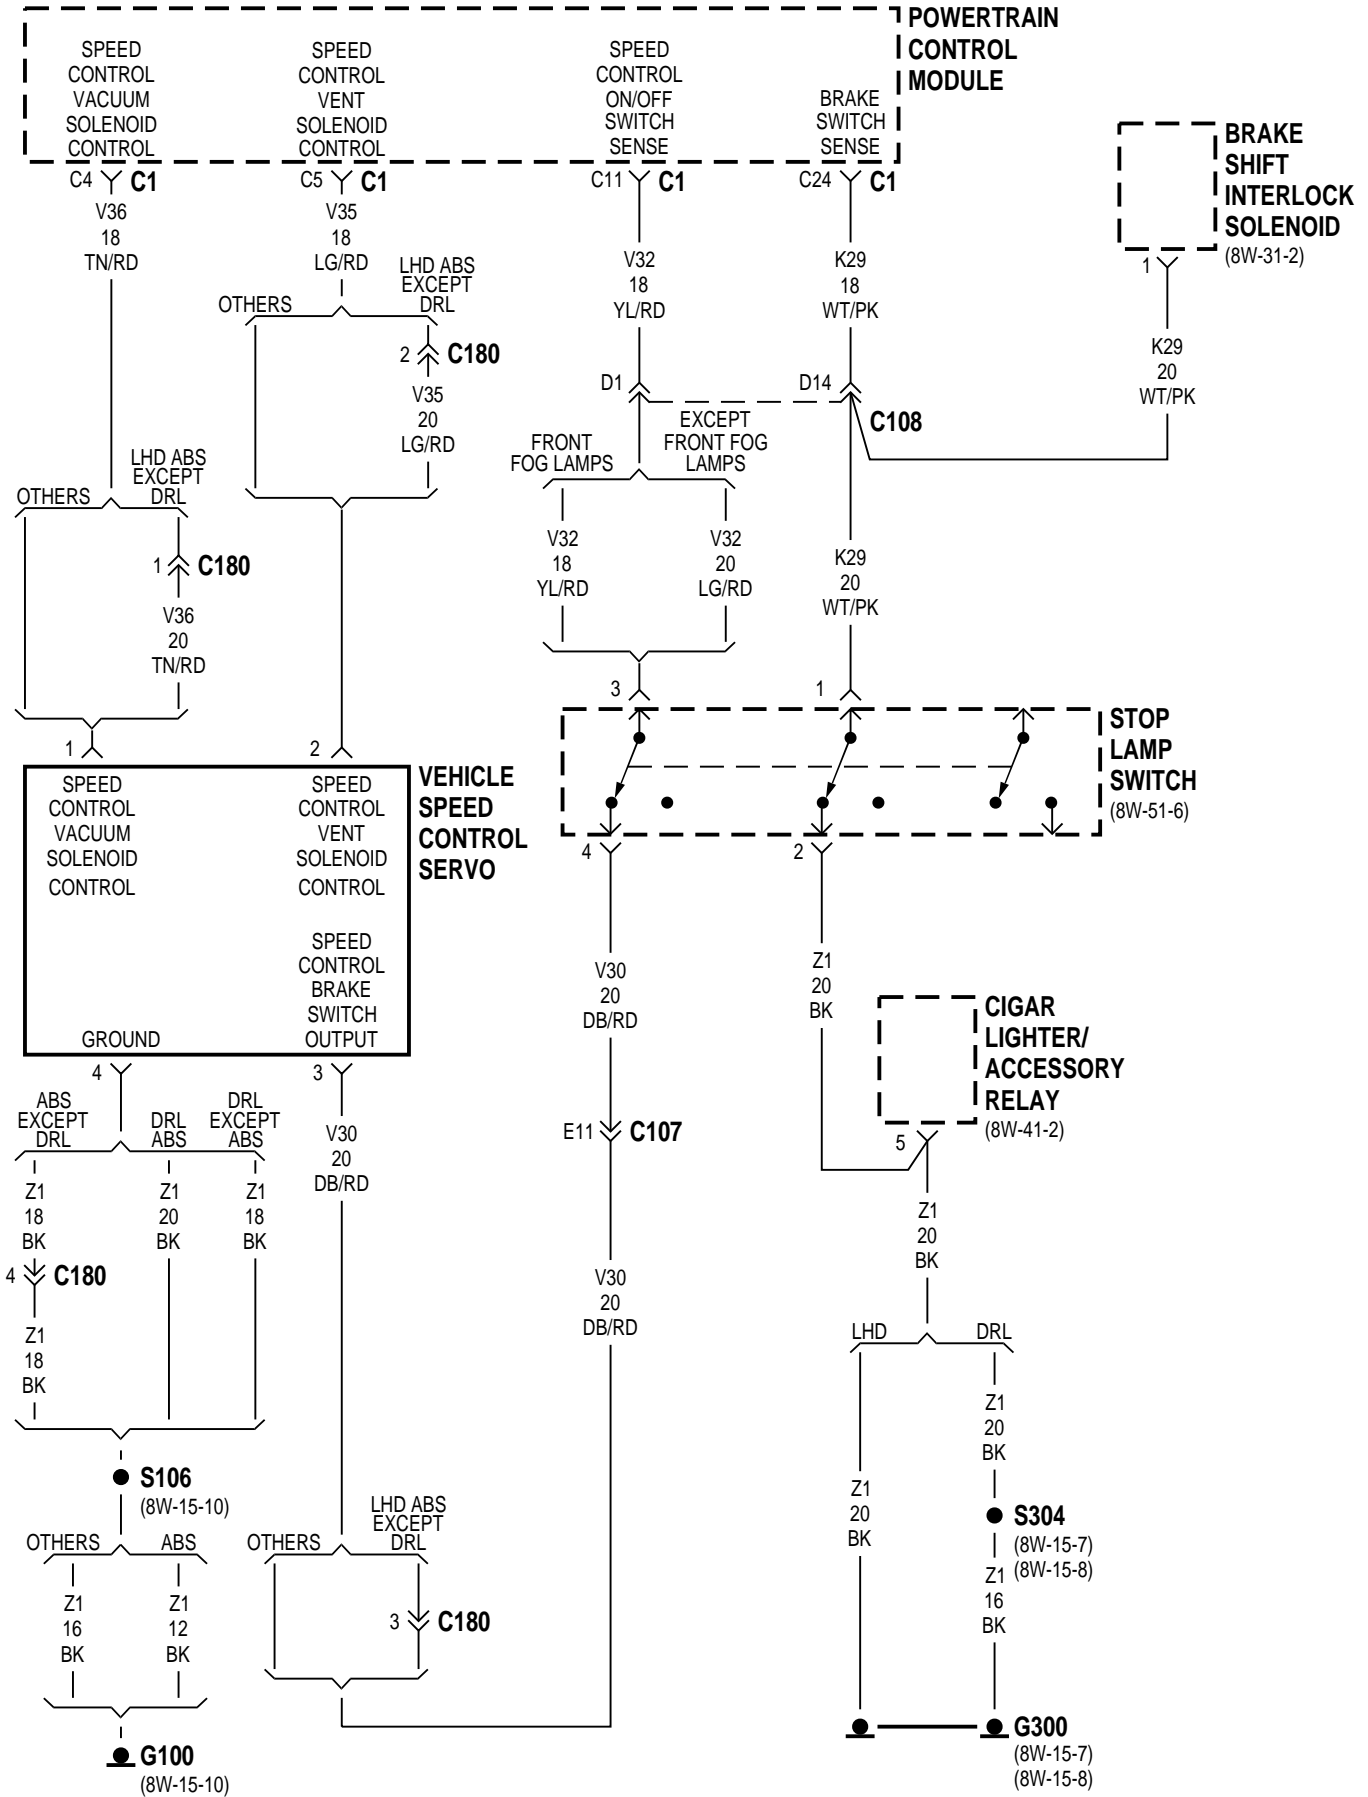 POWERTRAIN
CONTROL
MODULE
SPEED
CONTROL
VACUUM
SOLENOID
CONTROL
SPEED
CONTROL
VENT
SOLENOID
CONTROL
SPEED
CONTROL
ON/OFF
SWITCH
SENSE
BRAKE
SWITCH
SENSE
C4 C1
C5 C1
C11 C1
C24 C1
BRAKE
SHIFT
INTERLOCK
SOLENOID
(8W-31-2)
1
V36
18
TN/RD
V35
18
LG/RD
V32
18
YL/RD
K29
18
WT/PK
K29
20
WT/PK
OTHERS
LHD ABS
EXCEPT
DRL
2 C180
V35
20
LG/RD
D1
D14
C108
FRONT
FOG LAMPS
EXCEPT
FRONT FOG
LAMPS
OTHERS
LHD ABS
EXCEPT
DRL
1 C180
V36
20
TN/RD
V32
18
YL/RD
V32
20
LG/RD
K29
20
WT/PK
3
1
STOP
LAMP
SWITCH
(8W-51-6)
4
2
1
2
VEHICLE
SPEED
CONTROL
SERVO
SPEED
CONTROL
VACUUM
SOLENOID
CONTROL
SPEED
CONTROL
VENT
SOLENOID
CONTROL
GROUND
SPEED
CONTROL
BRAKE
SWITCH
OUTPUT
4
3
V30
20
DB/RD
Z1
20
BK
CIGAR
LIGHTER/
ACCESSORY
RELAY
(8W-41-2)
5
ABS
EXCEPT
DRL
DRL
ABS
DRL
EXCEPT
ABS
V30
20
DB/RD
E11 C107
Z1
18
BK
Z1
20
BK
Z1
18
BK
4 C180
Z1
18
BK
Z1
20
BK
V30
20
DB/RD
LHD
DRL
Z1
20
BK
Z1
20
BK
S106
(8W-15-10)
OTHERS
ABS
Z1
16
BK
Z1
12
BK
OTHERS
LHD ABS
EXCEPT
DRL
3 C180
S304
(8W-15-7)
(8W-15-8)
Z1
16
BK
G100
(8W-15-10)
G300
(8W-15-7)
(8W-15-8)